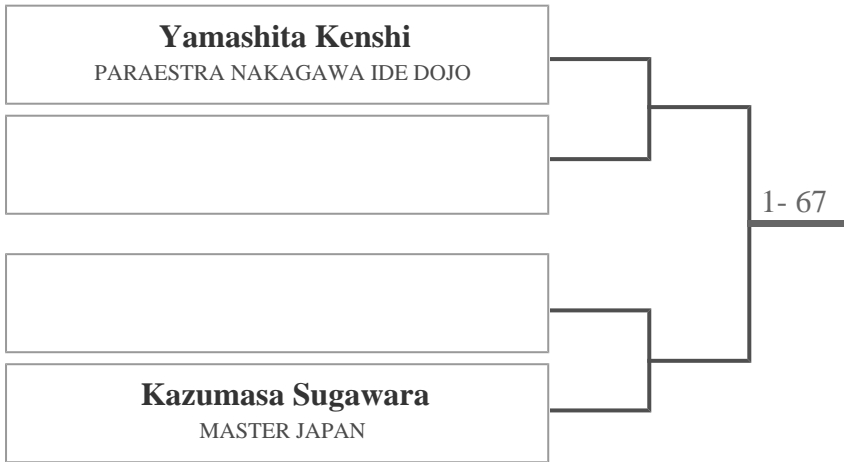 Yamashita Kenshi
PARAESTRA NAKAGAWA IDE DOJO
1- 67
Kazumasa Sugawara
MASTER JAPAN